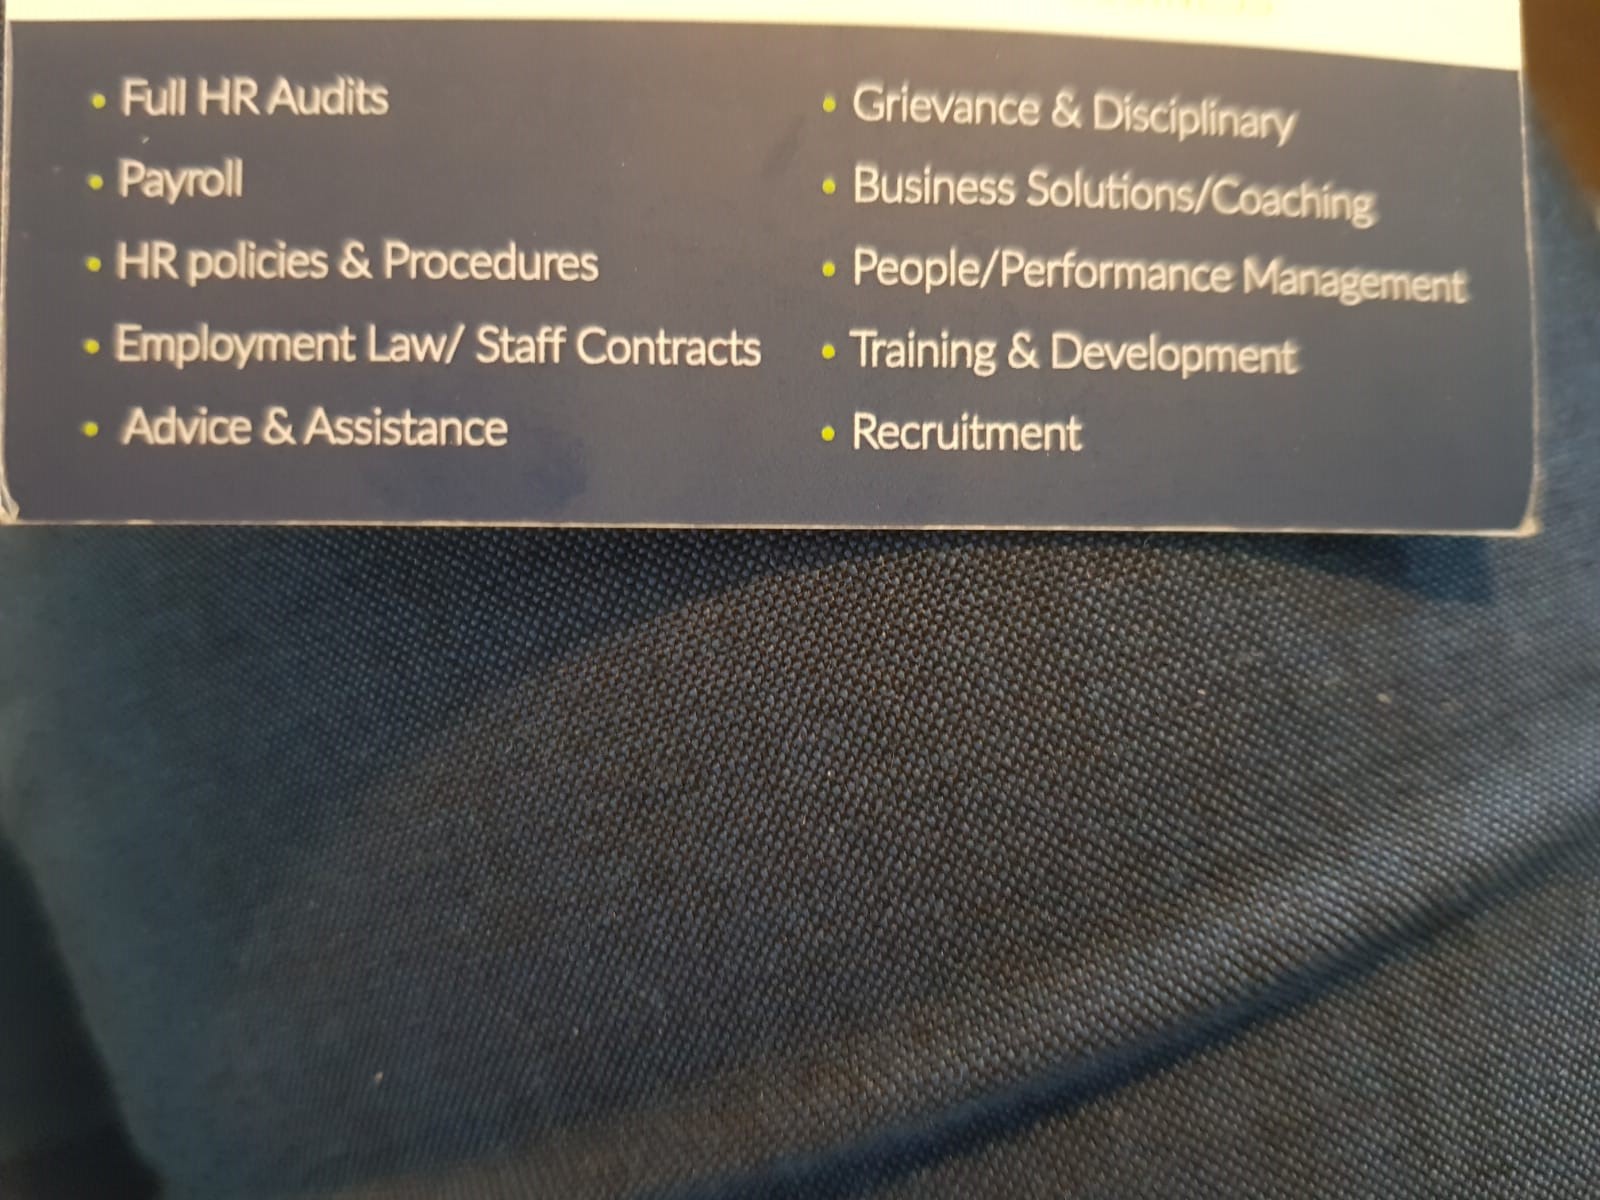 Full HR Audits
Payroll
HR policies & Procedures
Employment Law/ Staff Contracts
Advice & Assistance
Grievance & Disciplinary
Business Solutions/Coaching
People/Performance Management
Training & Development
Recruitment